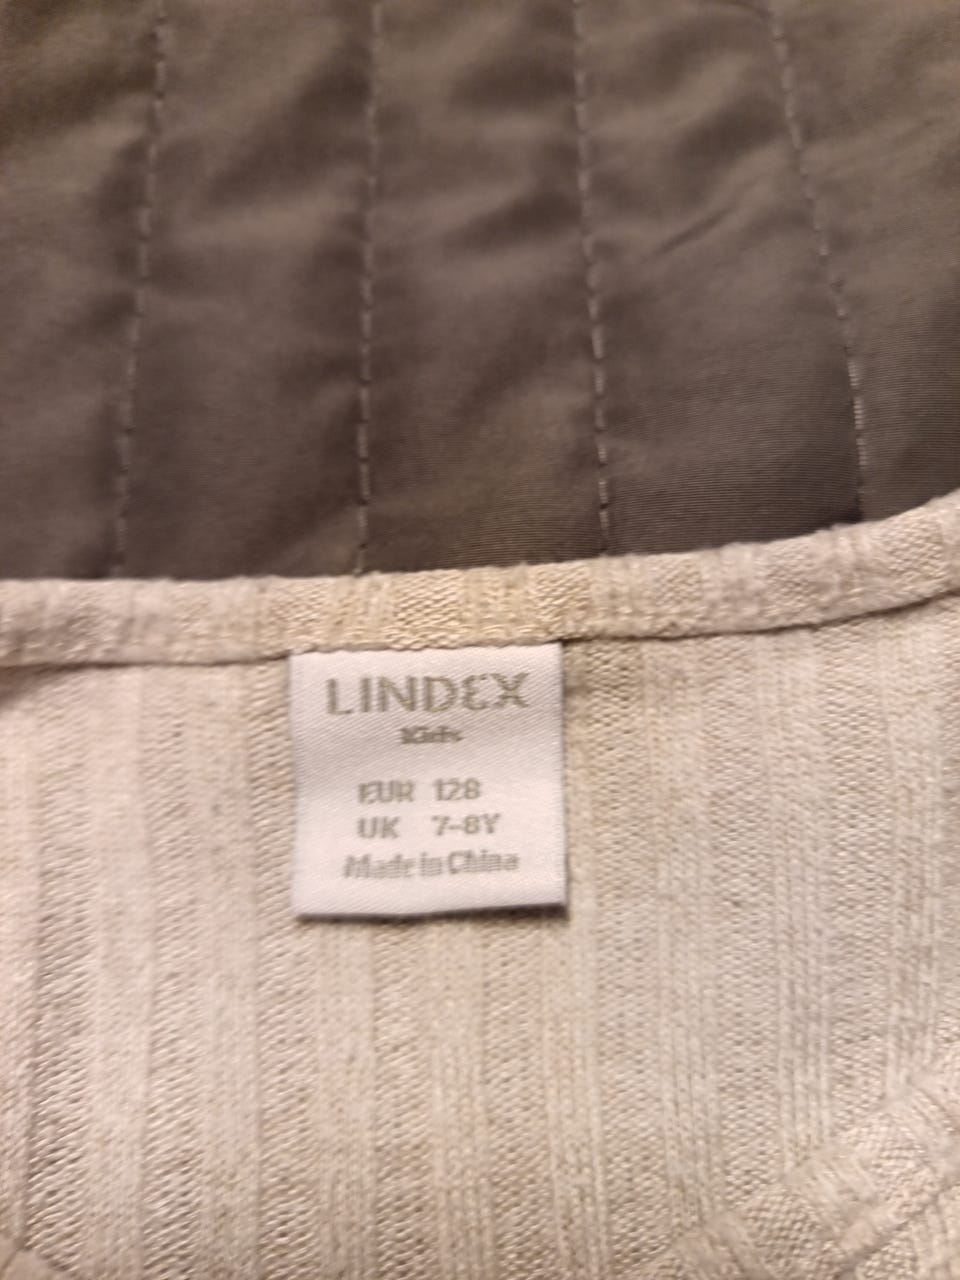 LINDEX
Kids
EUR 128
UK 7-8Y
Made in China